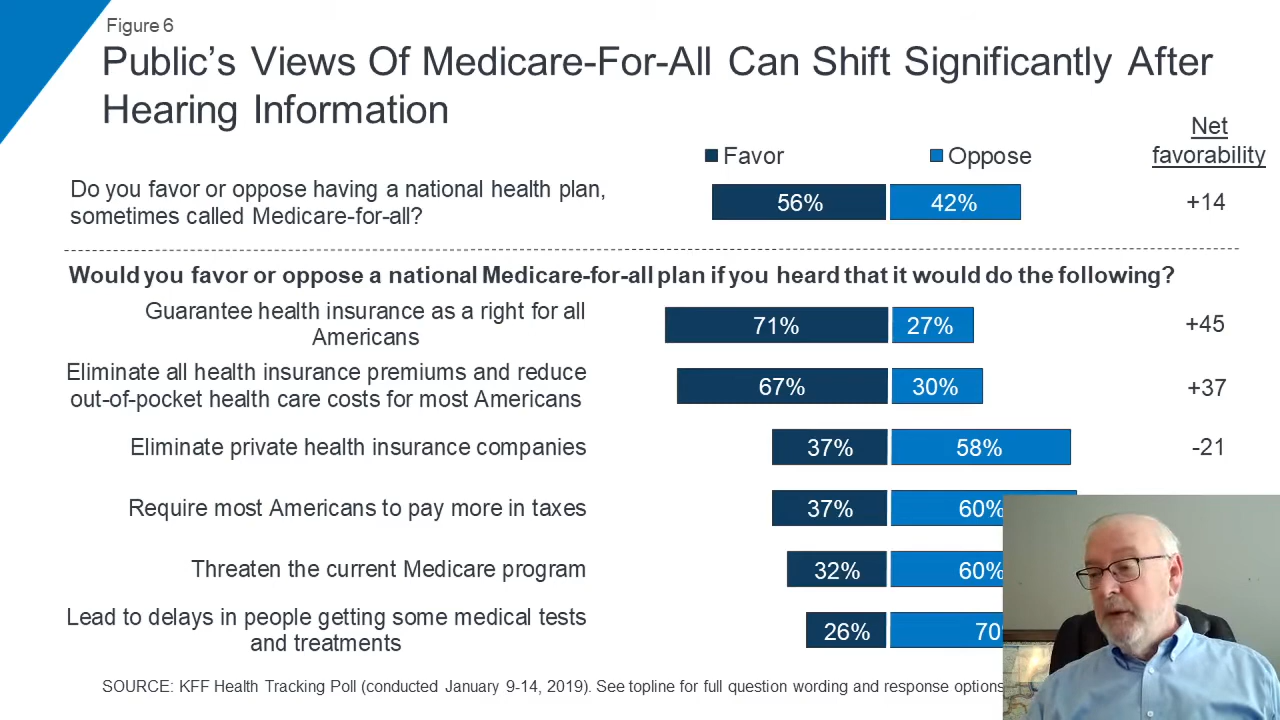 Figure 6
Public's Views Of Medicare-For-All Can Shift Significantly After
Hearing Information
Net
favorability
Favor
Oppose
Do you favor or oppose having a national health plan,
sometimes called Medicare-for-all?
56%
42%
+14
Would you favor or oppose a national Medicare-for-all plan if you heard that it would do the following?
Guarantee health insurance as a right for all
Americans
71%
27%
+45
Eliminate all health insurance premiums and reduce
out-of-pocket health care costs for most Americans
67%
30%
+37
Eliminate private health insurance companies
37%
58%
-21
Require most Americans to pay more in taxes
37%
60%
Threaten the current Medicare program
32%
60%
Lead to delays in people getting some medical tests
and treatments
26%
70
SOURCE: KFF Health Tracking Poll (conducted January 9-14, 2019). See topline for full question wording and response options